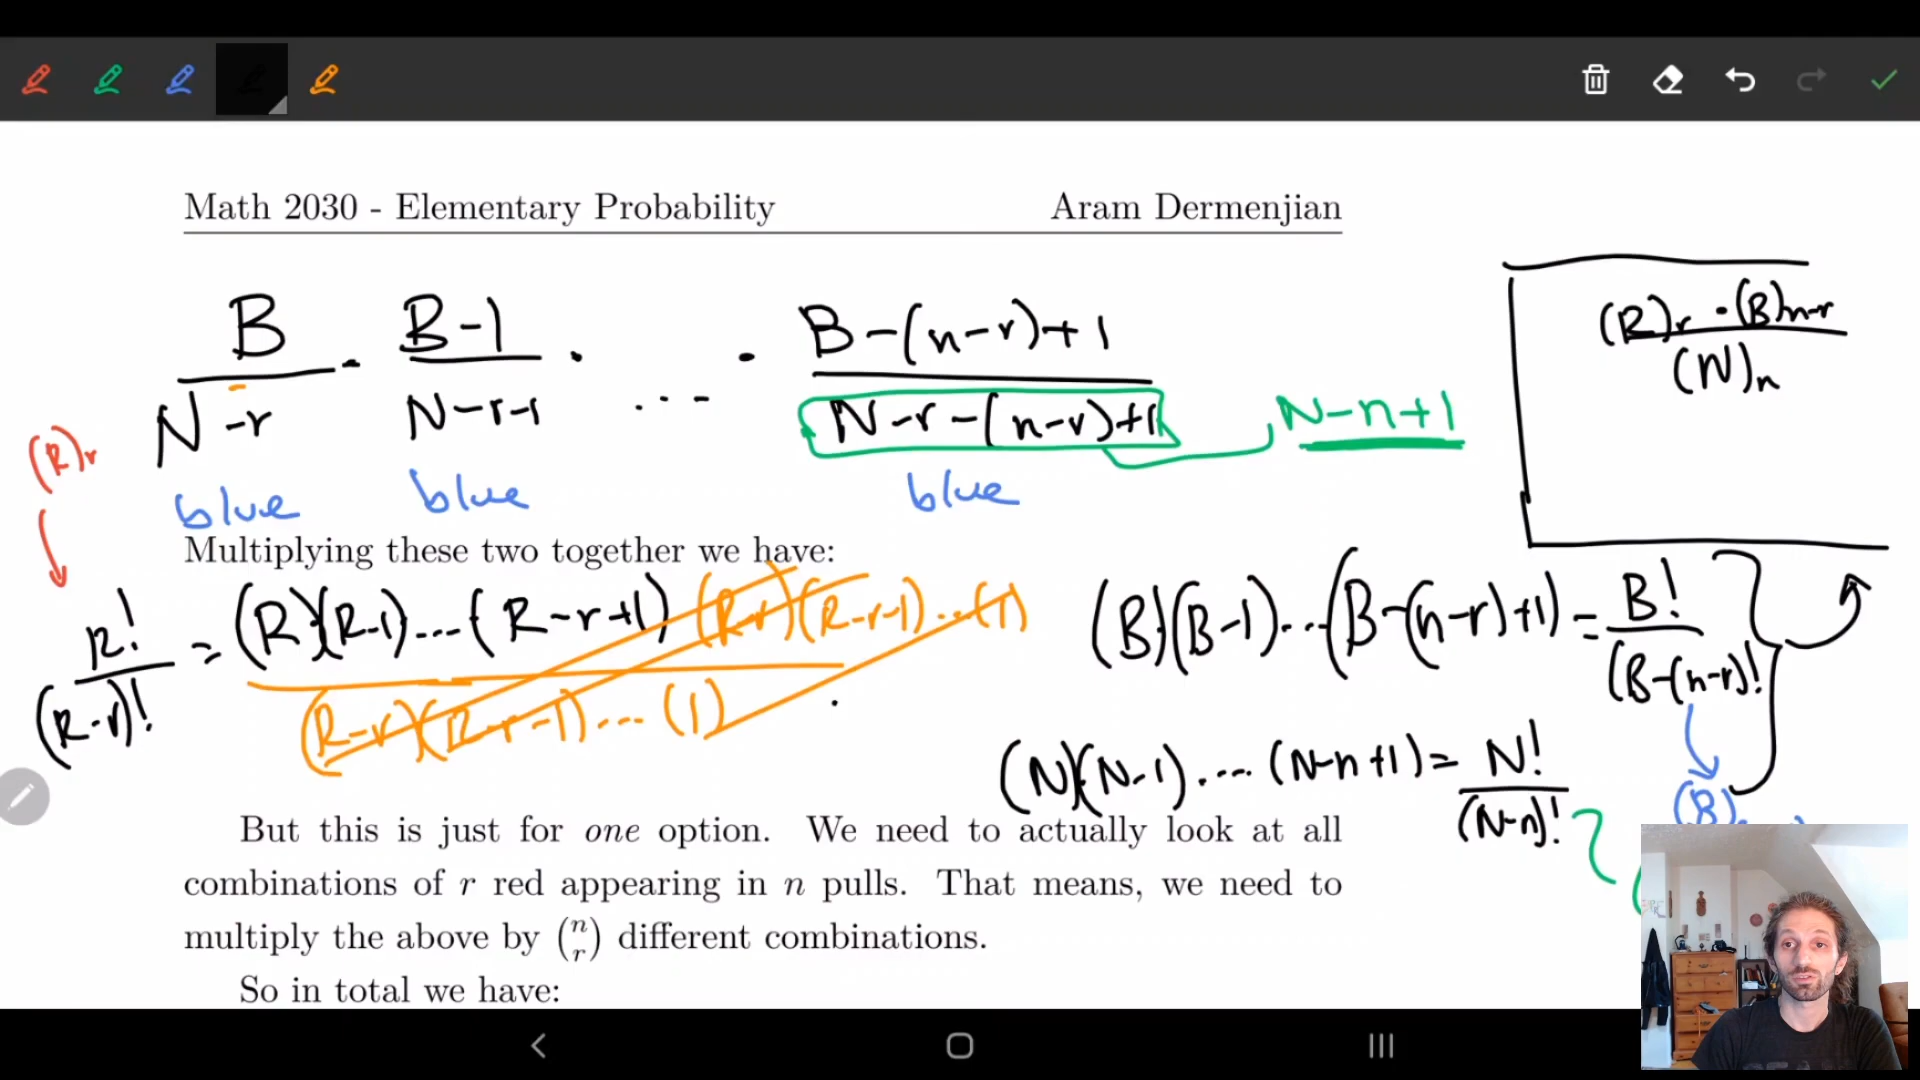 Math 2030 - Elementary Probability Aram Dermenjian
B/(N-r) · (B-1)/(N-r-1) · ... · (B-(n-r)+1)/(N-r-(n-r)+1) N-n+1
((R)r · (B)n-r)/(N)n
(R)r
blue blue blue
Multiplying these two together we have:
R!/(R-r)! = (R)(R-1)...(R-r+1)(R-r)(R-r-1)...(1)/(R-r)(R-r-1)...(1)
(B)(B-1)...(B-(n-r)+1) = B!/(B-(n-r)!
(N)(N-1)....(N-n+1) = N!/(N-n)!
(B)
But this is just for one option. We need to actually look at all
combinations of r red appearing in n pulls. That means, we need to
multiply the above by (n r) different combinations.
So in total we have: